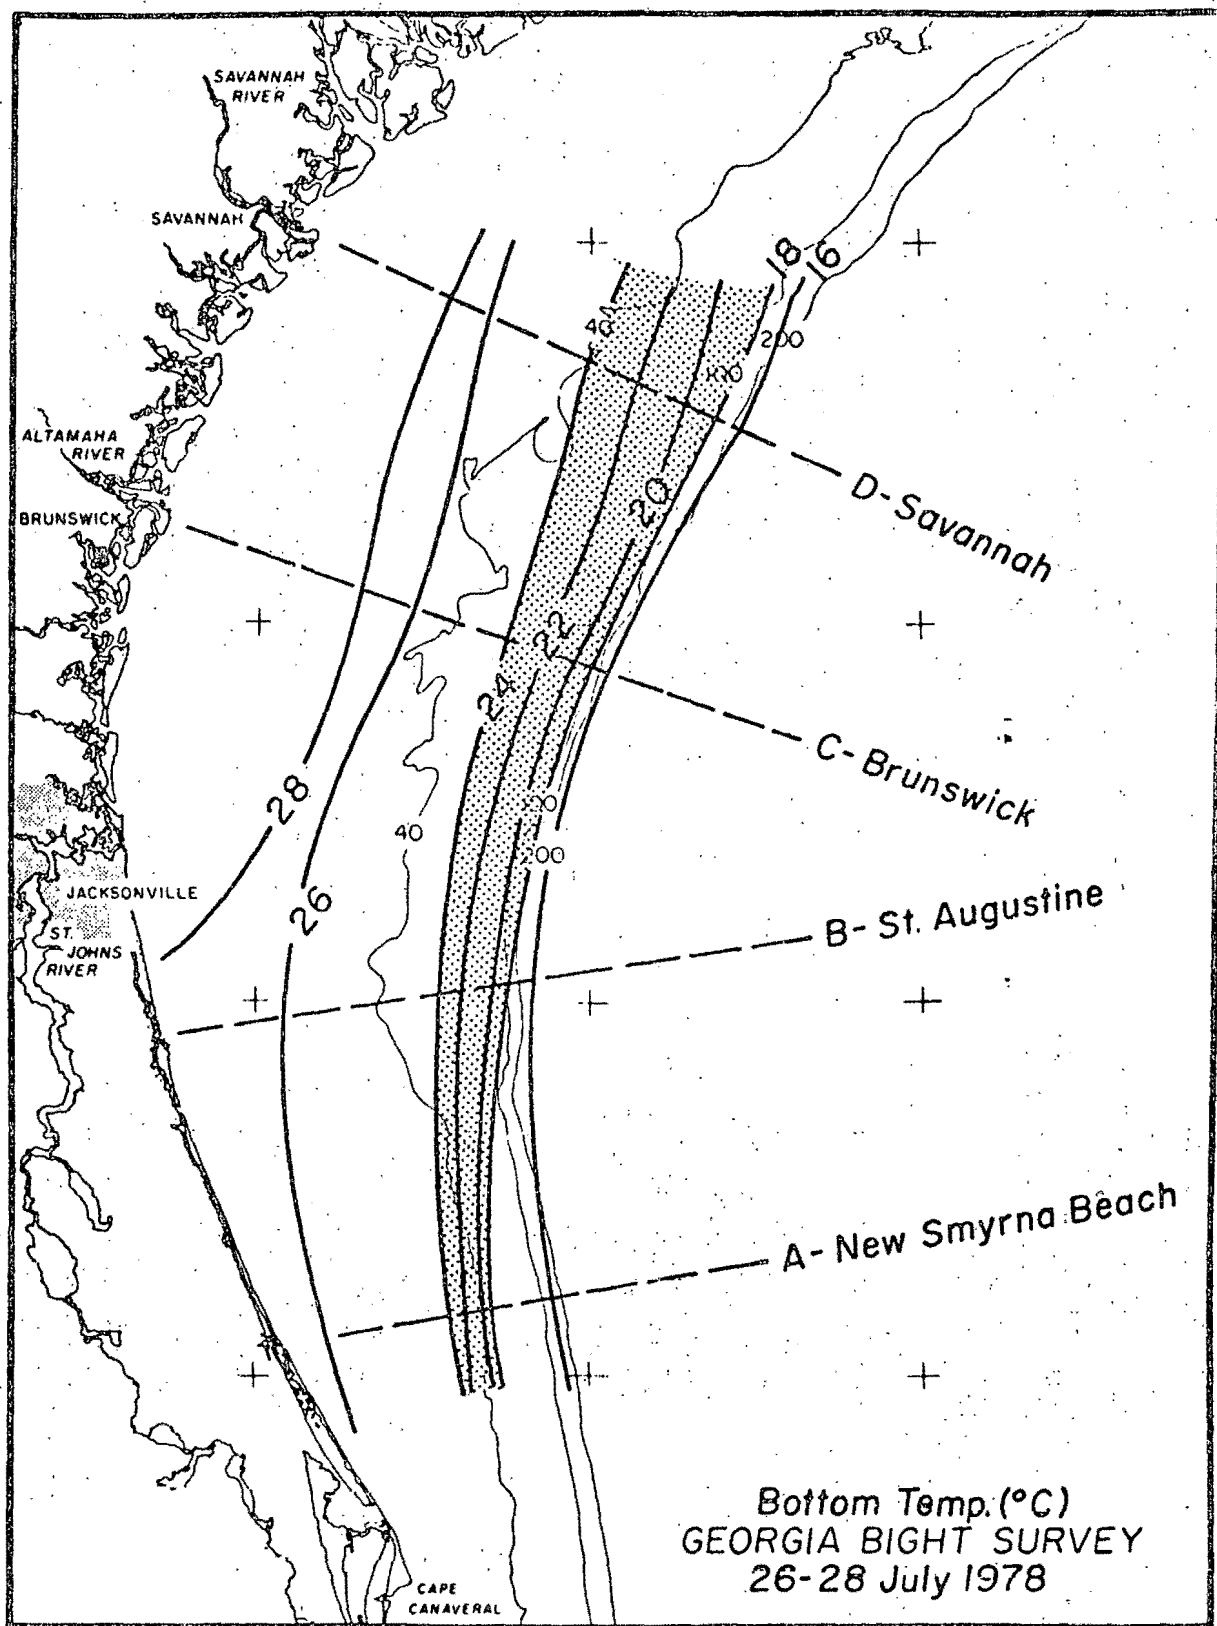 SAVANNAH
RIVER
SAVANNAH
18
16
40
200
100
ALTAMAHA
RIVER
BRUNSWICK
20
D-Savannah
22
24
C-Brunswick
28
40
200
26
JACKSONVILLE
ST.
JOHNS
RIVER
B-St. Augustine
A-New Smyrna Beach
Bottom Temp. (°C)
GEORGIA BIGHT SURVEY
26-28 July 1978
CAPE
CANAVERAL